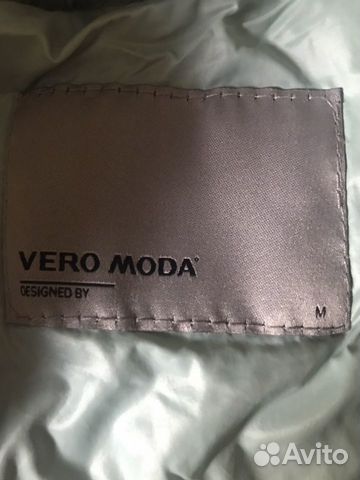 VERO MODA®
DESIGNED BY
M
Avito